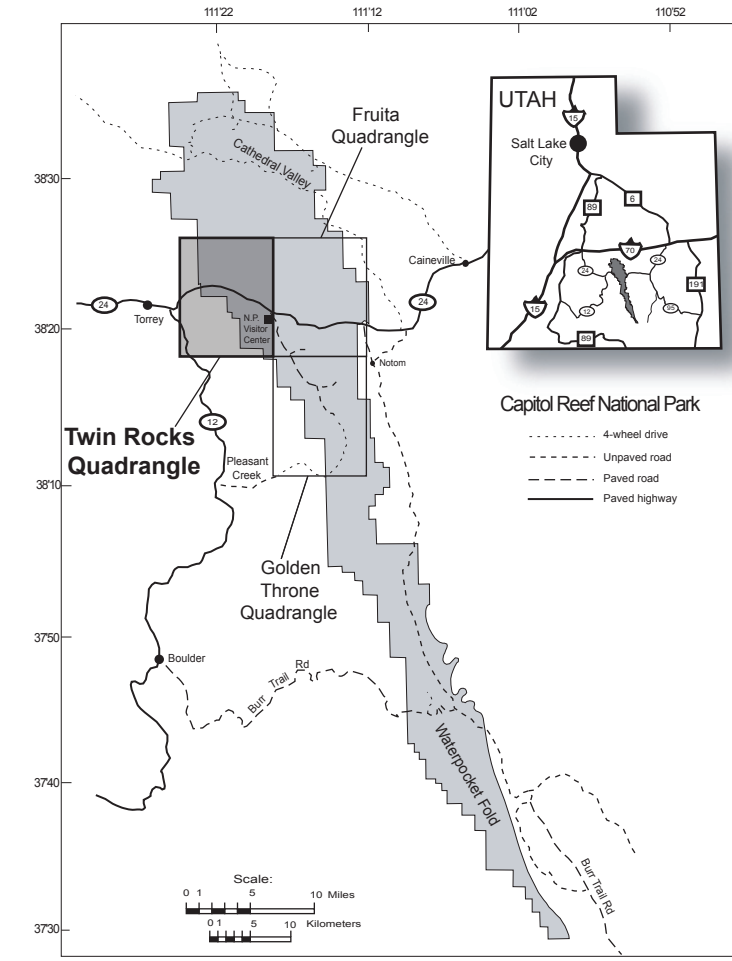 111'22
111'12
111'02
110'52
UTAH
15
Salt Lake
City
89
6
70
24
24
191
15
12
95
89
Fruita
Quadrangle
Cathedral Valley
38'30
Caineville
24
24
Torrey
N.P.
Visitor
Center
38'20
Notom
12
Twin Rocks
Quadrangle
Pleasant
Creek
38'10
Capitol Reef National Park
4-wheel drive
Unpaved road
Paved road
Paved highway
Golden
Throne
Quadrangle
37'50
Boulder
Burr Trail Rd
Waterpocket Fold
37'40
Burr Trail Rd
Scale:
0 1 5 10 Miles
0 1 5 10 Kilometers
37'30